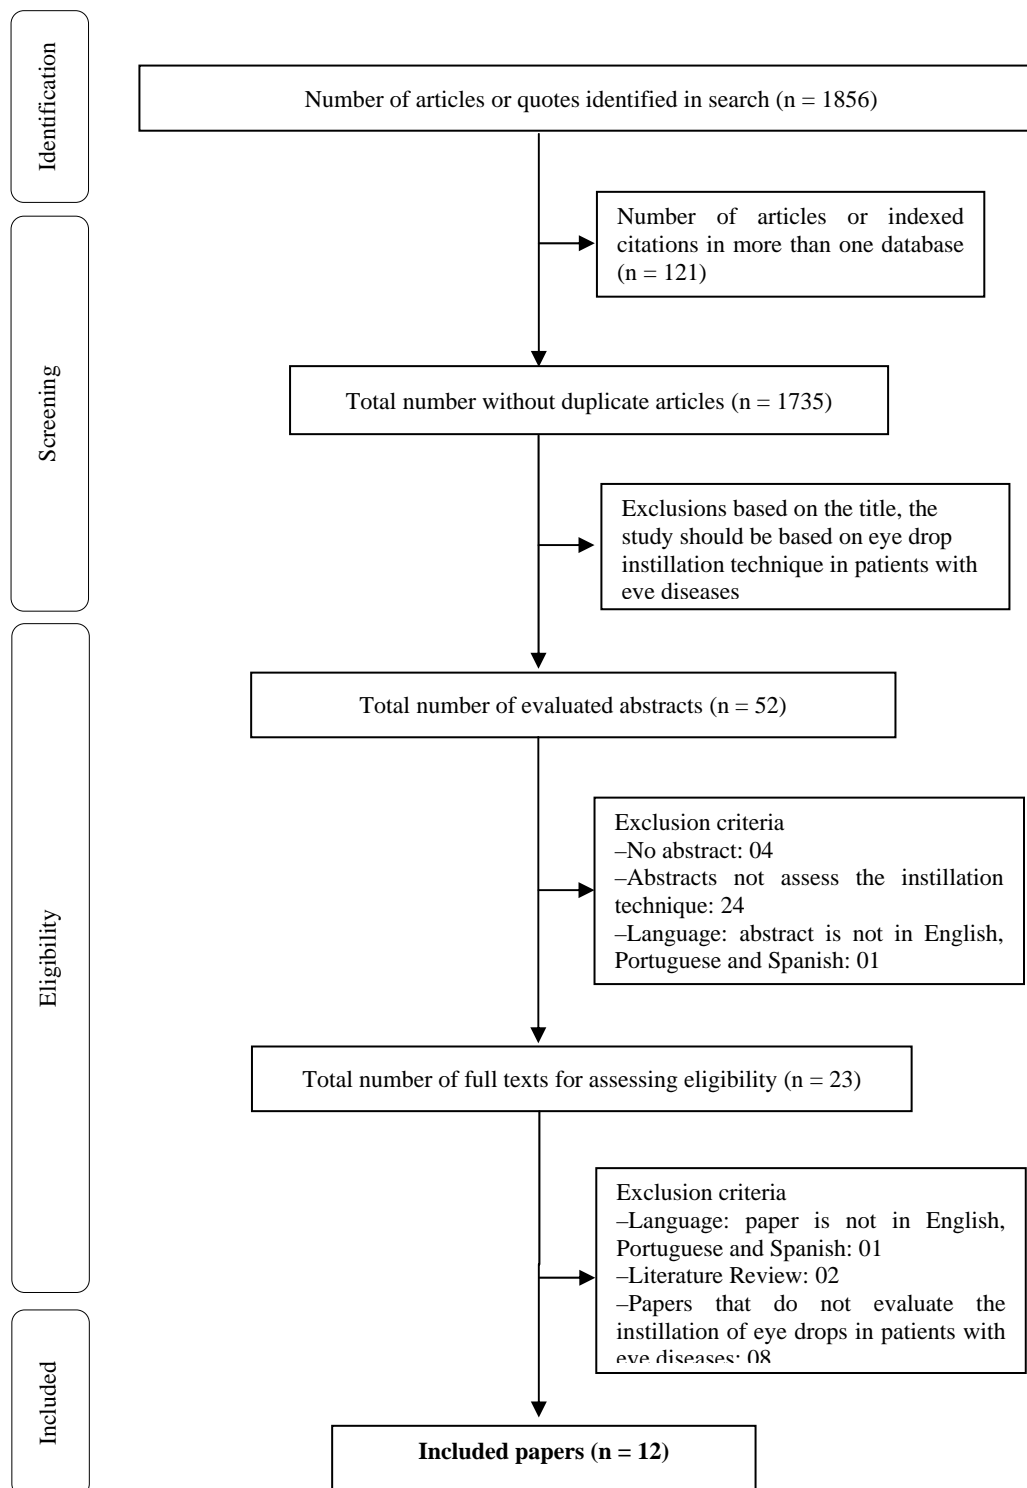 Identification
Number of articles or quotes identified in search (n = 1856)
Number of articles or indexed
citations in more than one database
(n = 121)
Screening
Total number without duplicate articles (n = 1735)
Exclusions based on the title, the
study should be based on eye drop
instillation technique in patients with
eye diseases
Total number of evaluated abstracts (n = 52)
Eligibility
Exclusion criteria
–No abstract: 04
–Abstracts not assess the instillation
technique: 24
–Language: abstract is not in English,
Portuguese and Spanish: 01
Total number of full texts for assessing eligibility (n = 23)
Exclusion criteria
–Language: paper is not in English,
Portuguese and Spanish: 01
–Literature Review: 02
–Papers that do not evaluate the
instillation of eye drops in patients with
eye diseases: 08
Included
Included papers (n = 12)